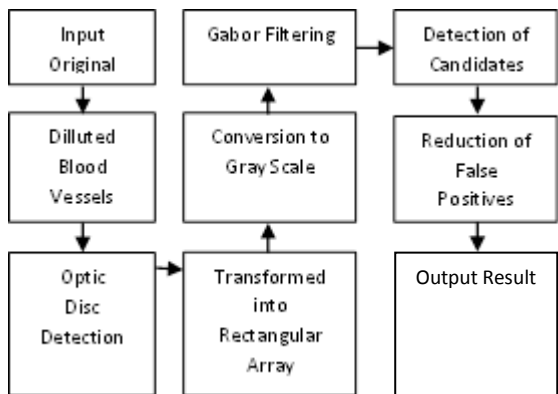 Input
Original
Dilluted
Blood
Vessels
Optic
Disc
Detection
Transformed
into
Rectangular
Array
Conversion to
Gray Scale
Gabor Filtering
Detection of
Candidates
Reduction of
False
Positives
Output Result